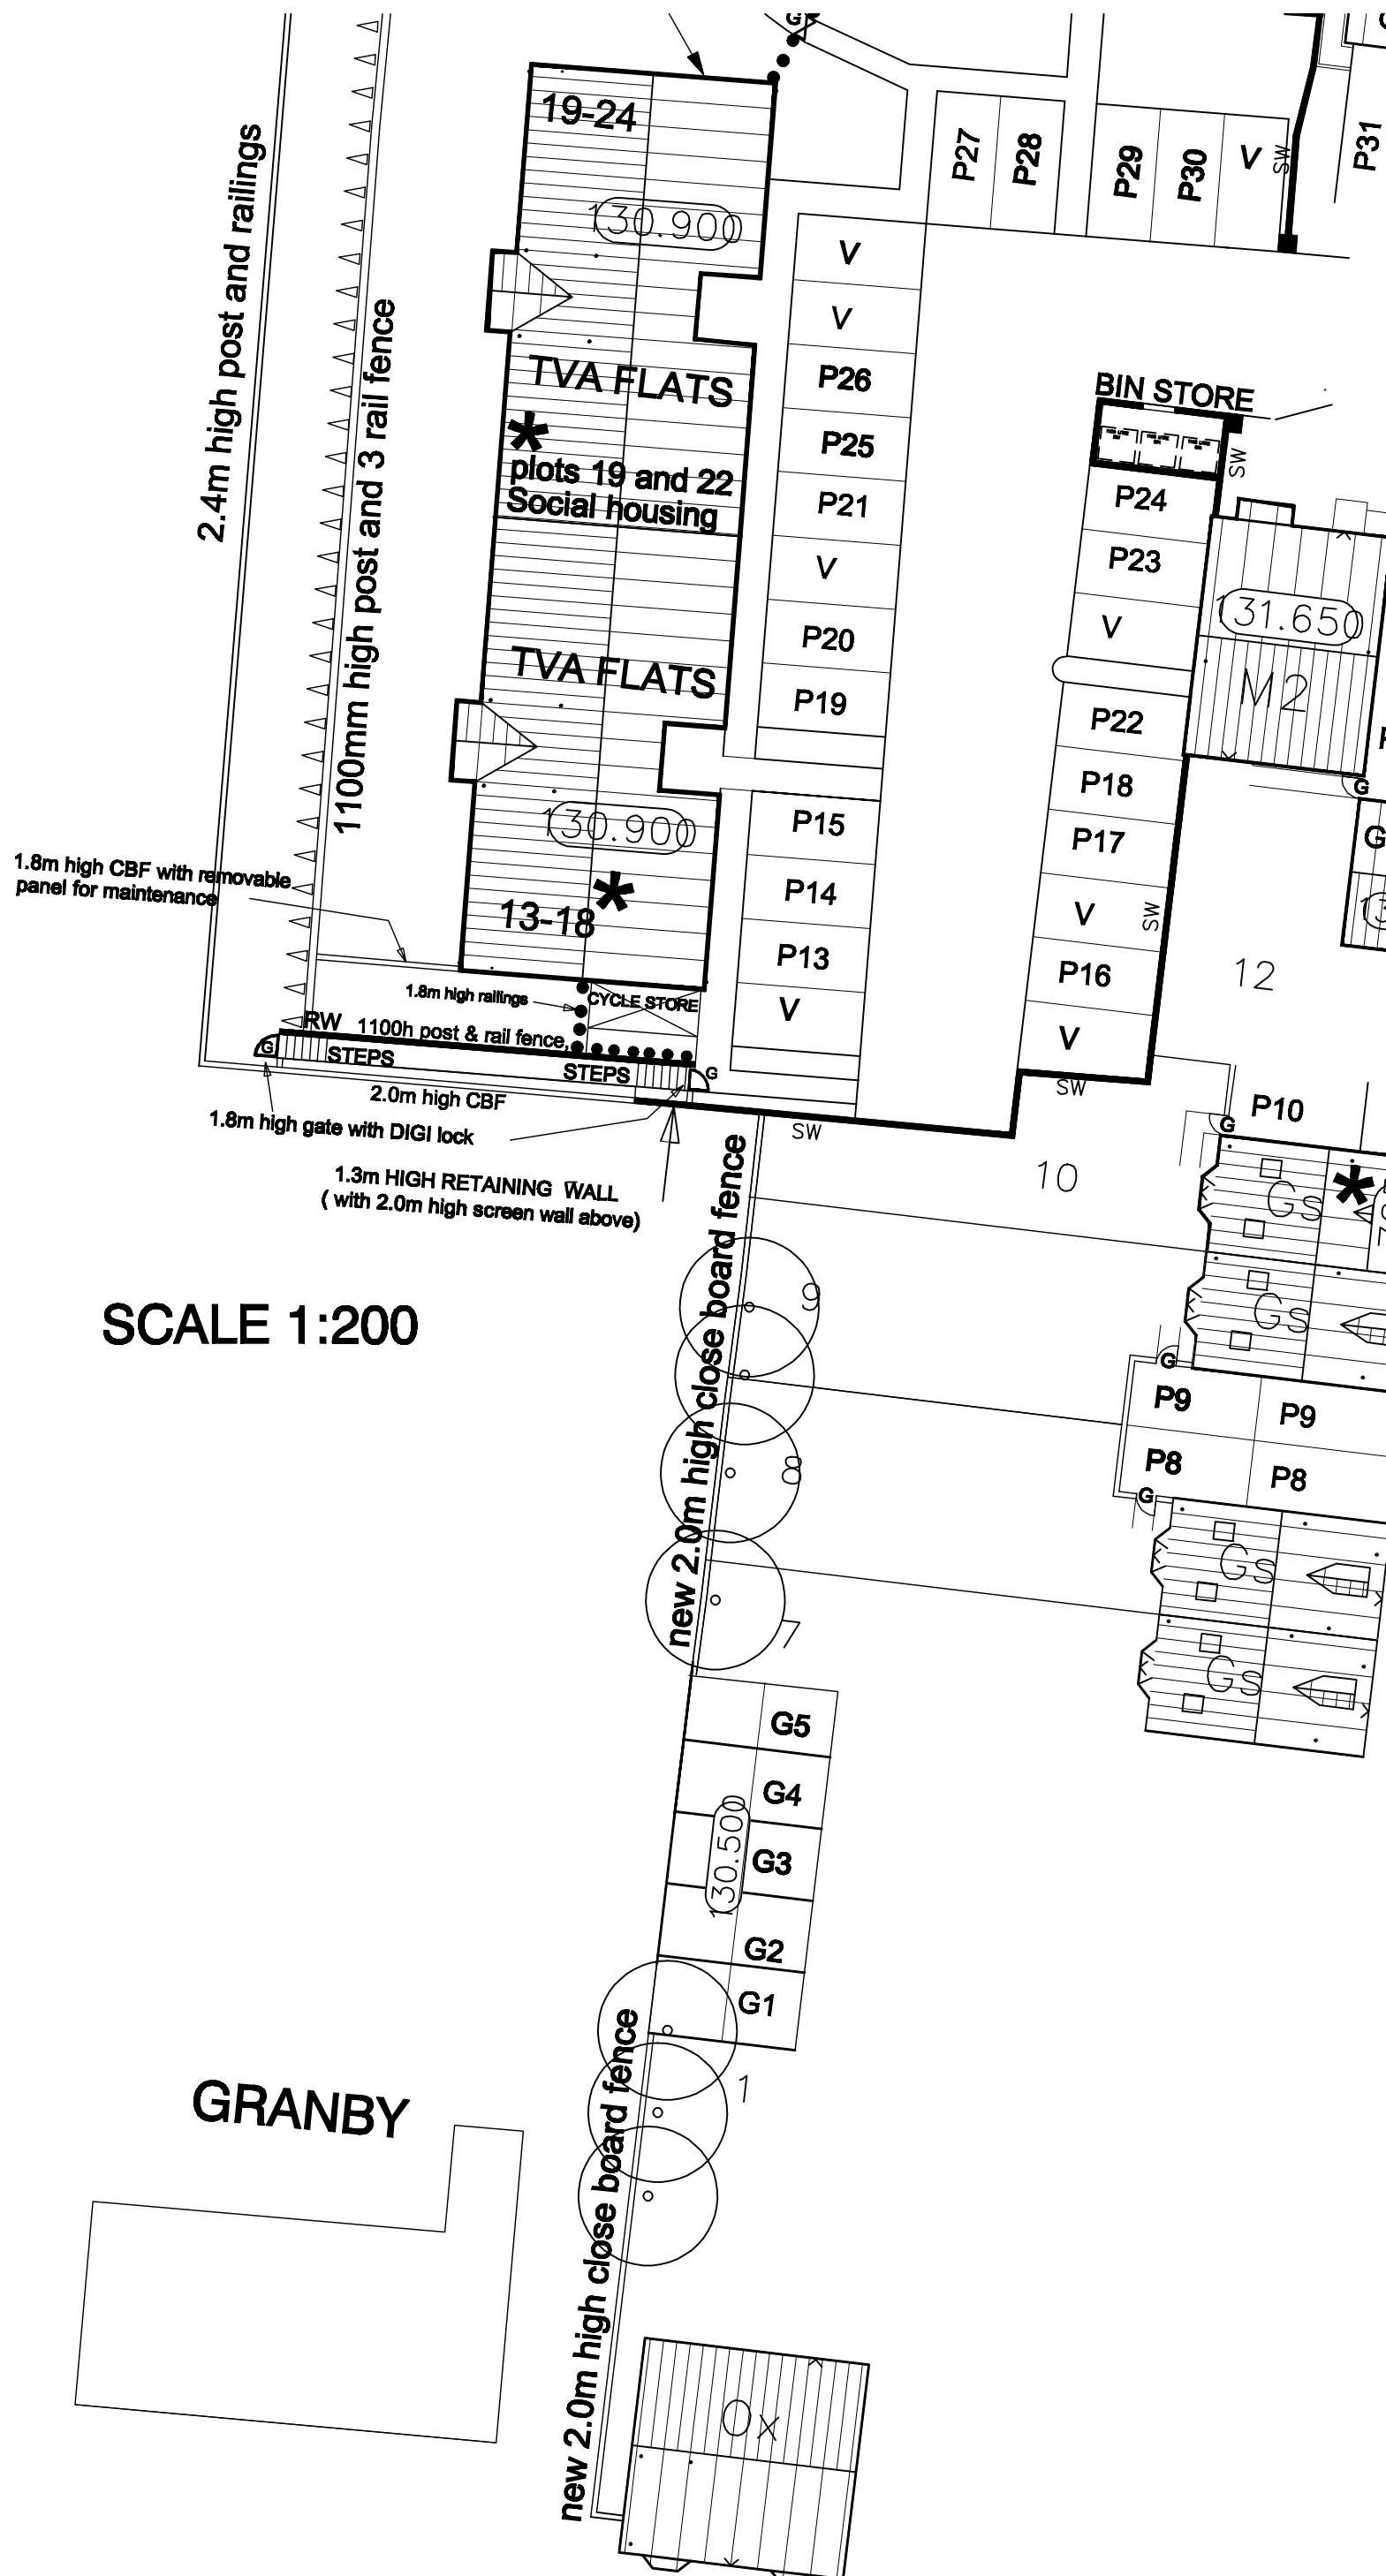 G
19-24
130.900
2.4m high post and railings
1100mm high post and 3 rail fence
P27
P28
P29
P30
V
SW
P31
V
V
P26
P25
P21
V
P20
P19
TVA FLATS
*
plots 19 and 22
Social housing
TVA FLATS
BIN STORE
SW
P24
P23
V
P22
P18
P17
V
SW
P16
V
SW
131.650
M2
G
G
130.900
*
13-18
P15
P14
P13
V
1.8m high CBF with removable
panel for maintenance
1.8m high railings
CYCLE STORE
RW
1100h post & rail fence,
G
STEPS
STEPS
G
2.0m high CBF
1.8m high gate with DIGI lock
SW
1.3m HIGH RETAINING WALL
( with 2.0m high screen wall above)
12
10
P10
G
*
Gs
Gs
new 2.0m high close board fence
9
8
7
SCALE 1:200
G
P9
P9
P8
P8
G
Gs
Gs
G5
G4
G3
G2
G1
130.500
1
GRANBY
new 2.0m high close board fence
Ox